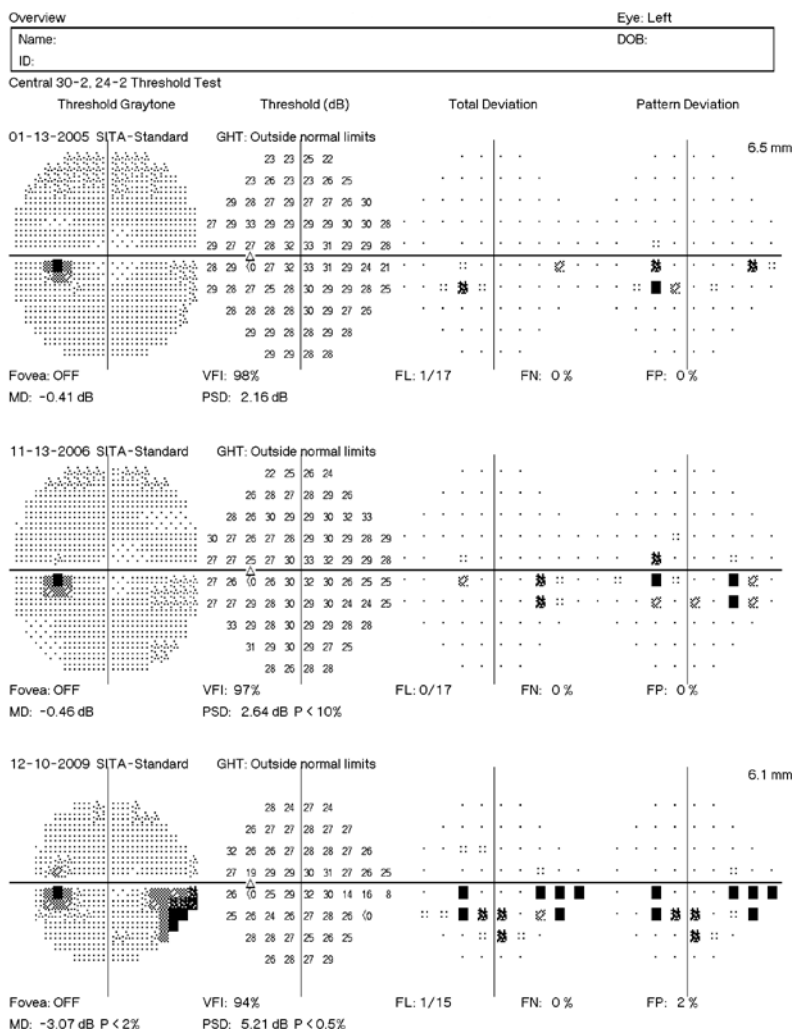 Overview Eye: Left
Name: DOB:
ID:
Central 30-2, 24-2 Threshold Test
Threshold Graytone Threshold (dB) Total Deviation Pattern Deviation
01-13-2005 SITA-Standard GHT: Outside normal limits
6.5 mm
23 23 25 22
23 26 23 23 26 25
29 28 27 29 27 27 26 30
27 29 33 29 29 29 29 30 30 28
29 27 27 28 32 33 31 29 29 28
28 29 <0 27 32 33 31 29 24 21
29 28 27 25 28 30 29 29 28 25
28 28 28 28 30 29 27 28
29 29 28 28 29 26
29 29 28 28
Fovea: OFF VFI: 98% FL: 1/17 FN: 0 % FP: 0 %
MD: -0.41 dB PSD: 2.16 dB
11-13-2006 SITA-Standard GHT: Outside normal limits
22 25 26 24
26 28 27 28 29 26
28 26 30 29 29 30 32 33
30 27 26 27 28 29 30 29 28 29
27 27 25 27 30 33 32 29 29 28
27 26 <0 26 30 32 30 26 25 25
27 27 29 28 30 29 30 24 24 25
33 29 28 30 29 29 28 28
31 29 30 29 27 25
28 26 28 28
Fovea: OFF VFI: 97% FL: 0/17 FN: 0 % FP: 0 %
MD: -0.46 dB PSD: 2.64 dB P < 10%
12-10-2009 SITA-Standard GHT: Outside normal limits
6.1 mm
28 24 27 24
26 27 27 28 27 27
32 26 26 28 28 28 27 26
27 19 29 29 30 31 27 26 25
26 <0 25 29 32 30 14 16 8
25 26 24 26 27 28 26 <0
28 28 27 25 26 25
26 28 27 29
Fovea: OFF VFI: 94% FL: 1/15 FN: 0 % FP: 2 %
MD: -3.07 dB P < 2% PSD: 5.21 dB P < 0.5%